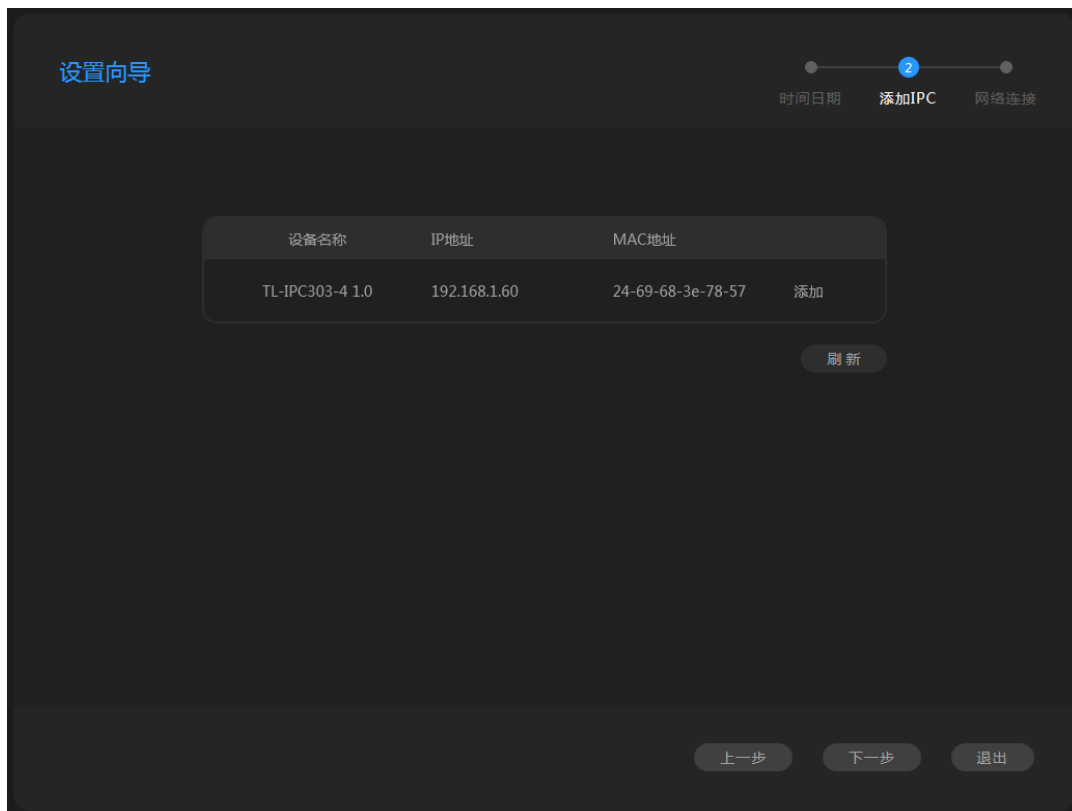 设置向导
2
时间日期 添加IPC 网络连接
设备名称 IP地址 MAC地址
TL-IPC303-4 1.0 192.168.1.60 24-69-68-3e-78-57 添加
刷 新
上一步 下一步 退出